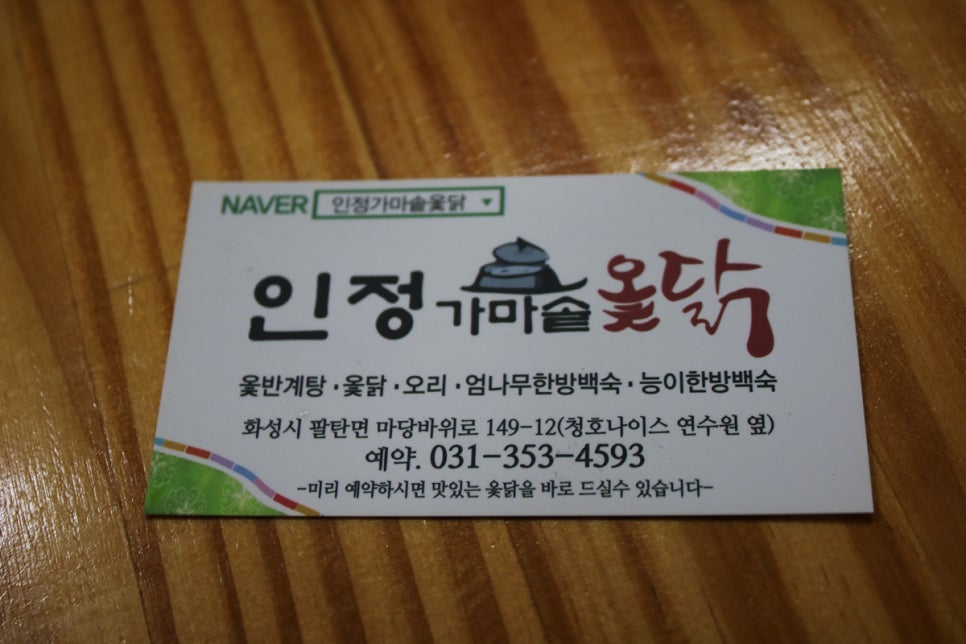 NAVER 인정가마솥옻닭
인정 가마솥 옻닭
옻반계탕·옻닭·오리·엄나무한방백숙·능이한방백숙
화성시 팔탄면 마당바위로 149-12(청호나이스 연수원 옆)
예약. 031-353-4593
-미리 예약하시면 맛있는 옻닭을 바로 드실수 있습니다-